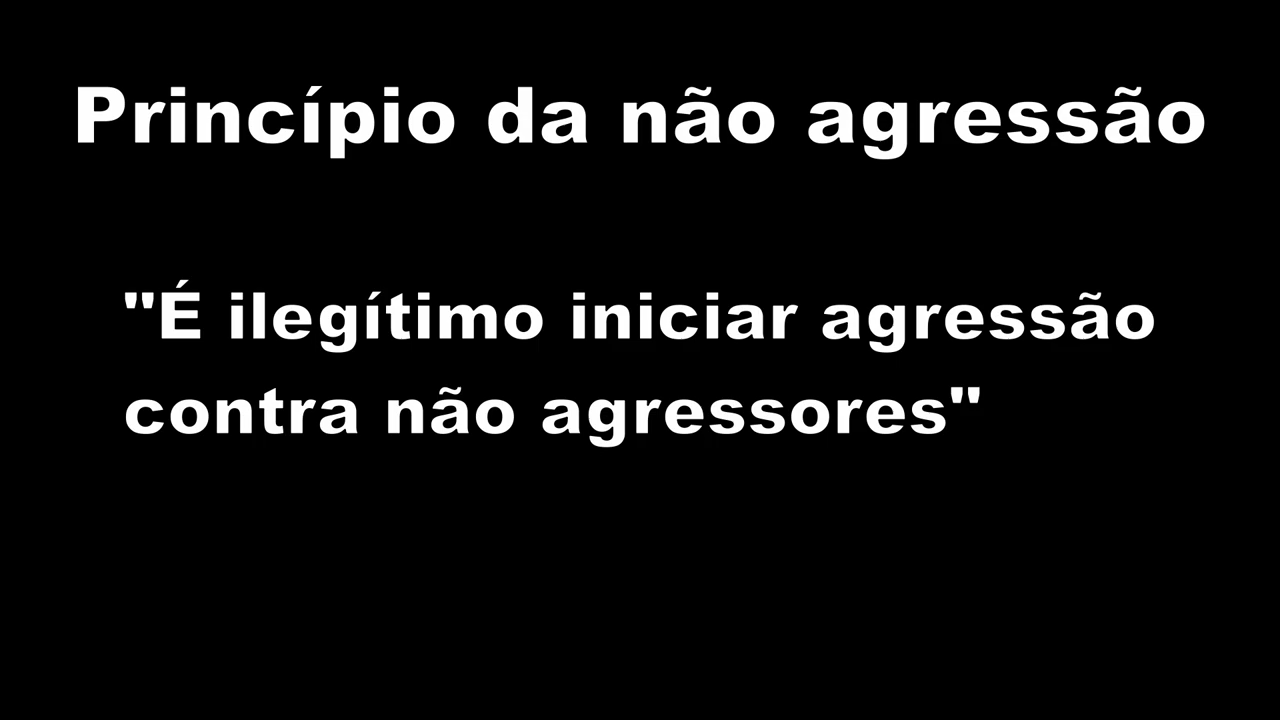 Princípio da não agressão
"É ilegítimo iniciar agressão
contra não agressores"